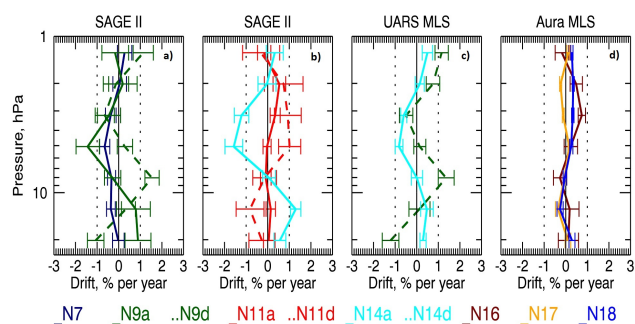 SAGE II SAGE II UARS MLS Aura MLS
1
a) b) c) d)
Pressure, hPa
10
-3 -2 -1 0 1 2 3 -2 -1 0 1 2 3 -2 -1 0 1 2 3 -2 -1 0 1 2 3
Drift, % per year Drift, % per year Drift, % per year Drift, % per year
_N7 _N9a ..N9d _N11a ..N11d _N14a ..N14d _N16 _N17 _N18